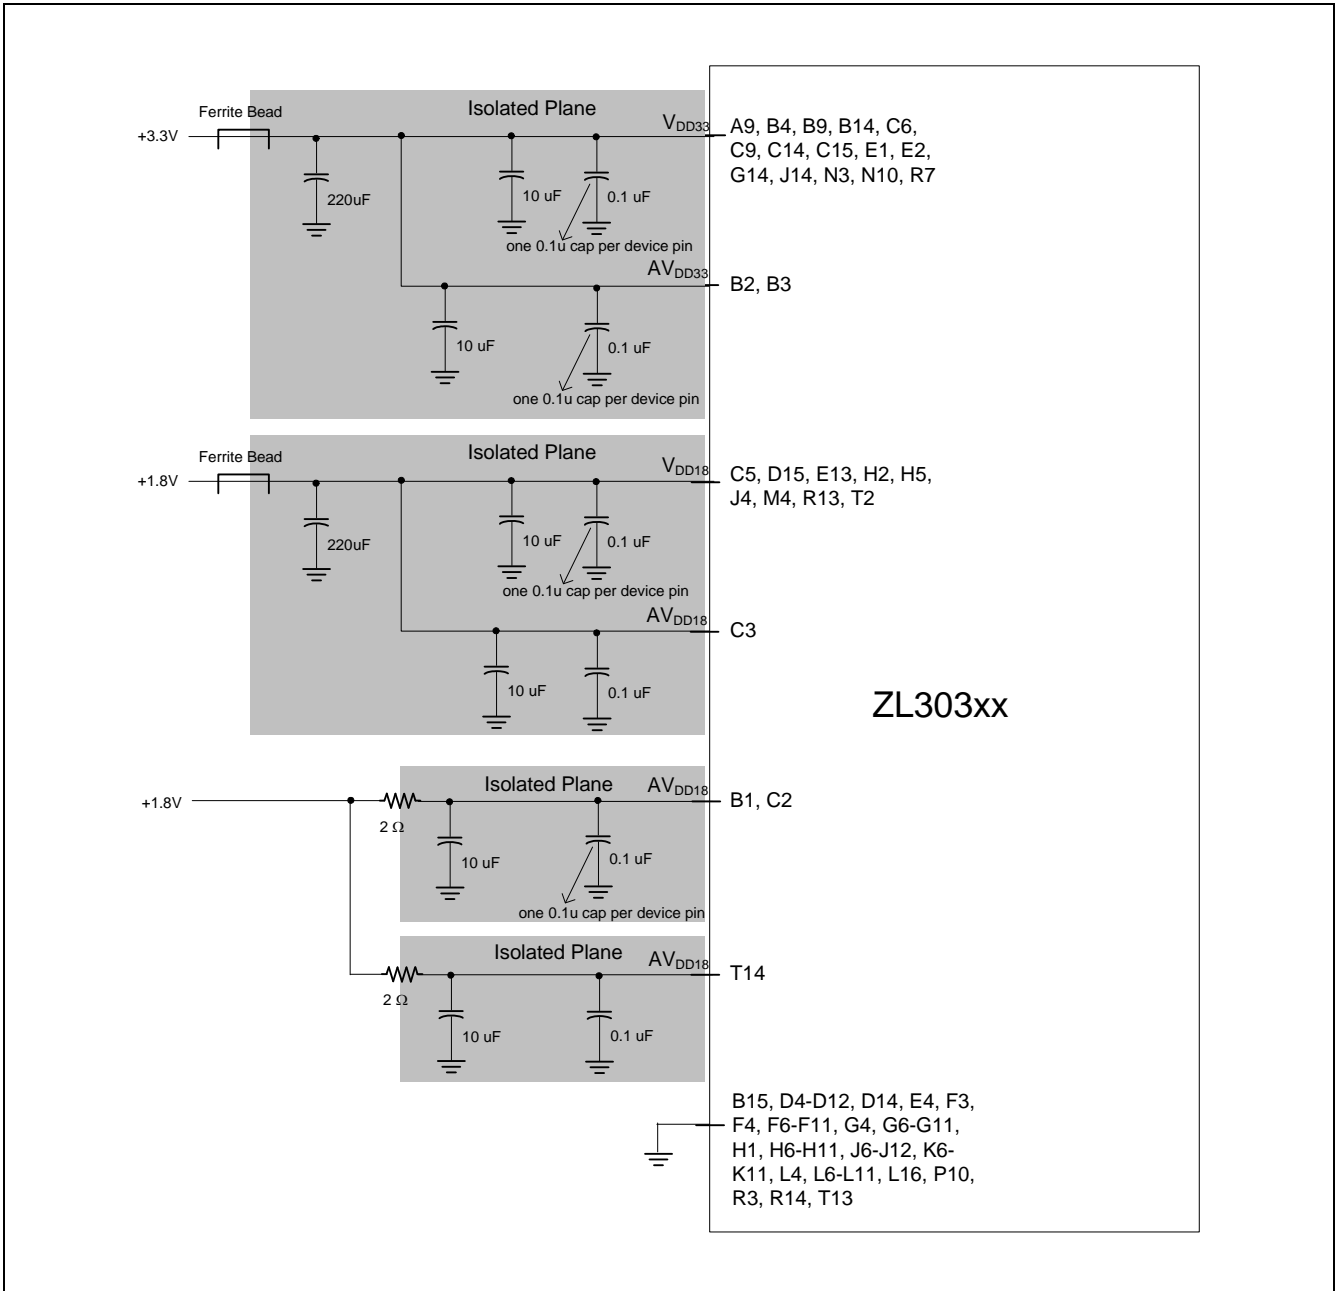 Isolated Plane
Ferrite Bead
+3.3V
VDD33
A9, B4, B9, B14, C6,
C9, C14, C15, E1, E2,
G14, J14, N3, N10, R7
220uF
10 uF
0.1 uF
one 0.1u cap per device pin
AVDD33
B2, B3
10 uF
0.1 uF
one 0.1u cap per device pin
Isolated Plane
Ferrite Bead
+1.8V
VDD18
C5, D15, E13, H2, H5,
J4, M4, R13, T2
220uF
10 uF
0.1 uF
one 0.1u cap per device pin
AVDD18
C3
10 uF
0.1 uF
ZL303xx
Isolated Plane
AVDD18
B1, C2
+1.8V
2 Ω
10 uF
0.1 uF
one 0.1u cap per device pin
Isolated Plane
AVDD18
T14
2 Ω
10 uF
0.1 uF
B15, D4-D12, D14, E4, F3,
F4, F6-F11, G4, G6-G11,
H1, H6-H11, J6-J12, K6-
K11, L4, L6-L11, L16, P10,
R3, R14, T13